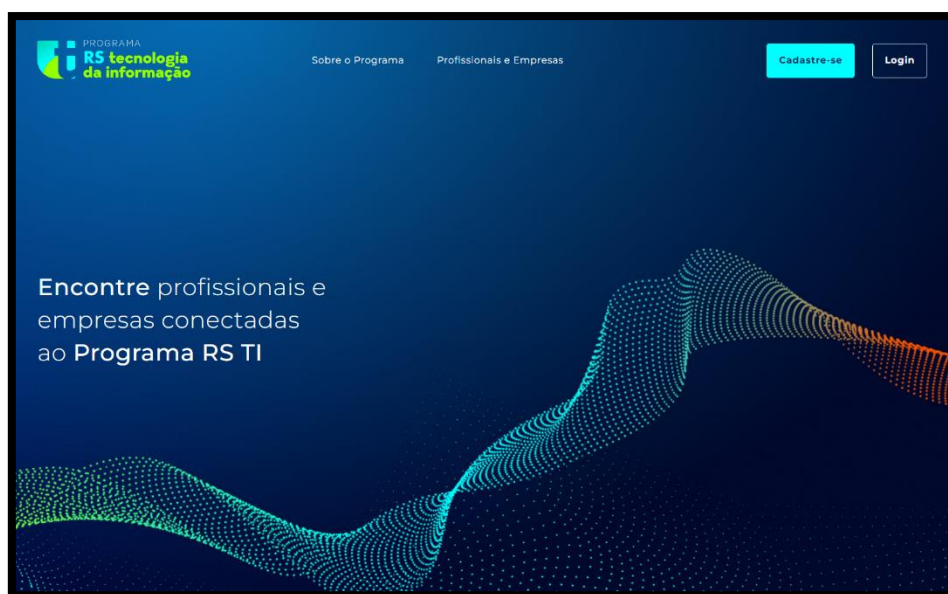 PROGRAMA
RS tecnologia
da informação
Sobre o Programa
Profissionais e Empresas
Cadastre-se
Login
Encontre profissionais e
empresas conectadas
ao Programa RS TI